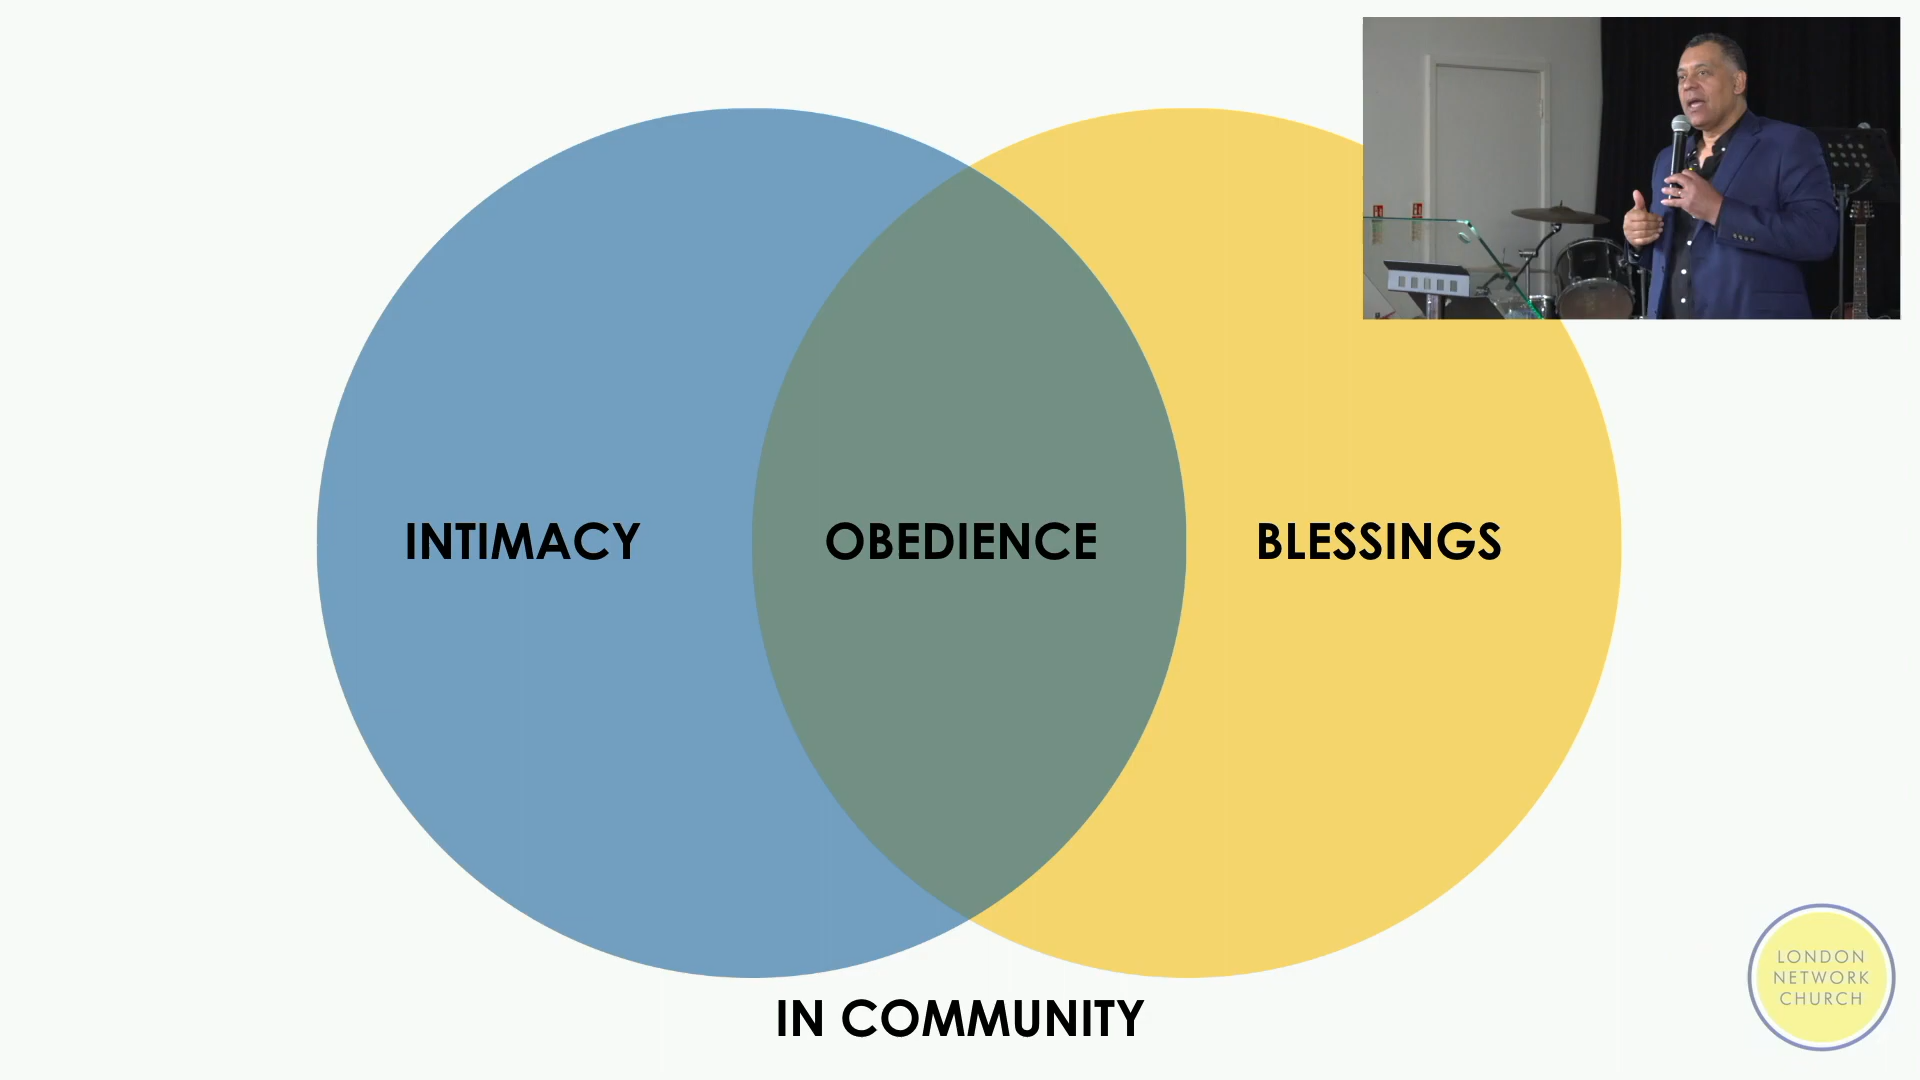 INTIMACY
OBEDIENCE
BLESSINGS
IN COMMUNITY
LONDON
NETWORK
CHURCH